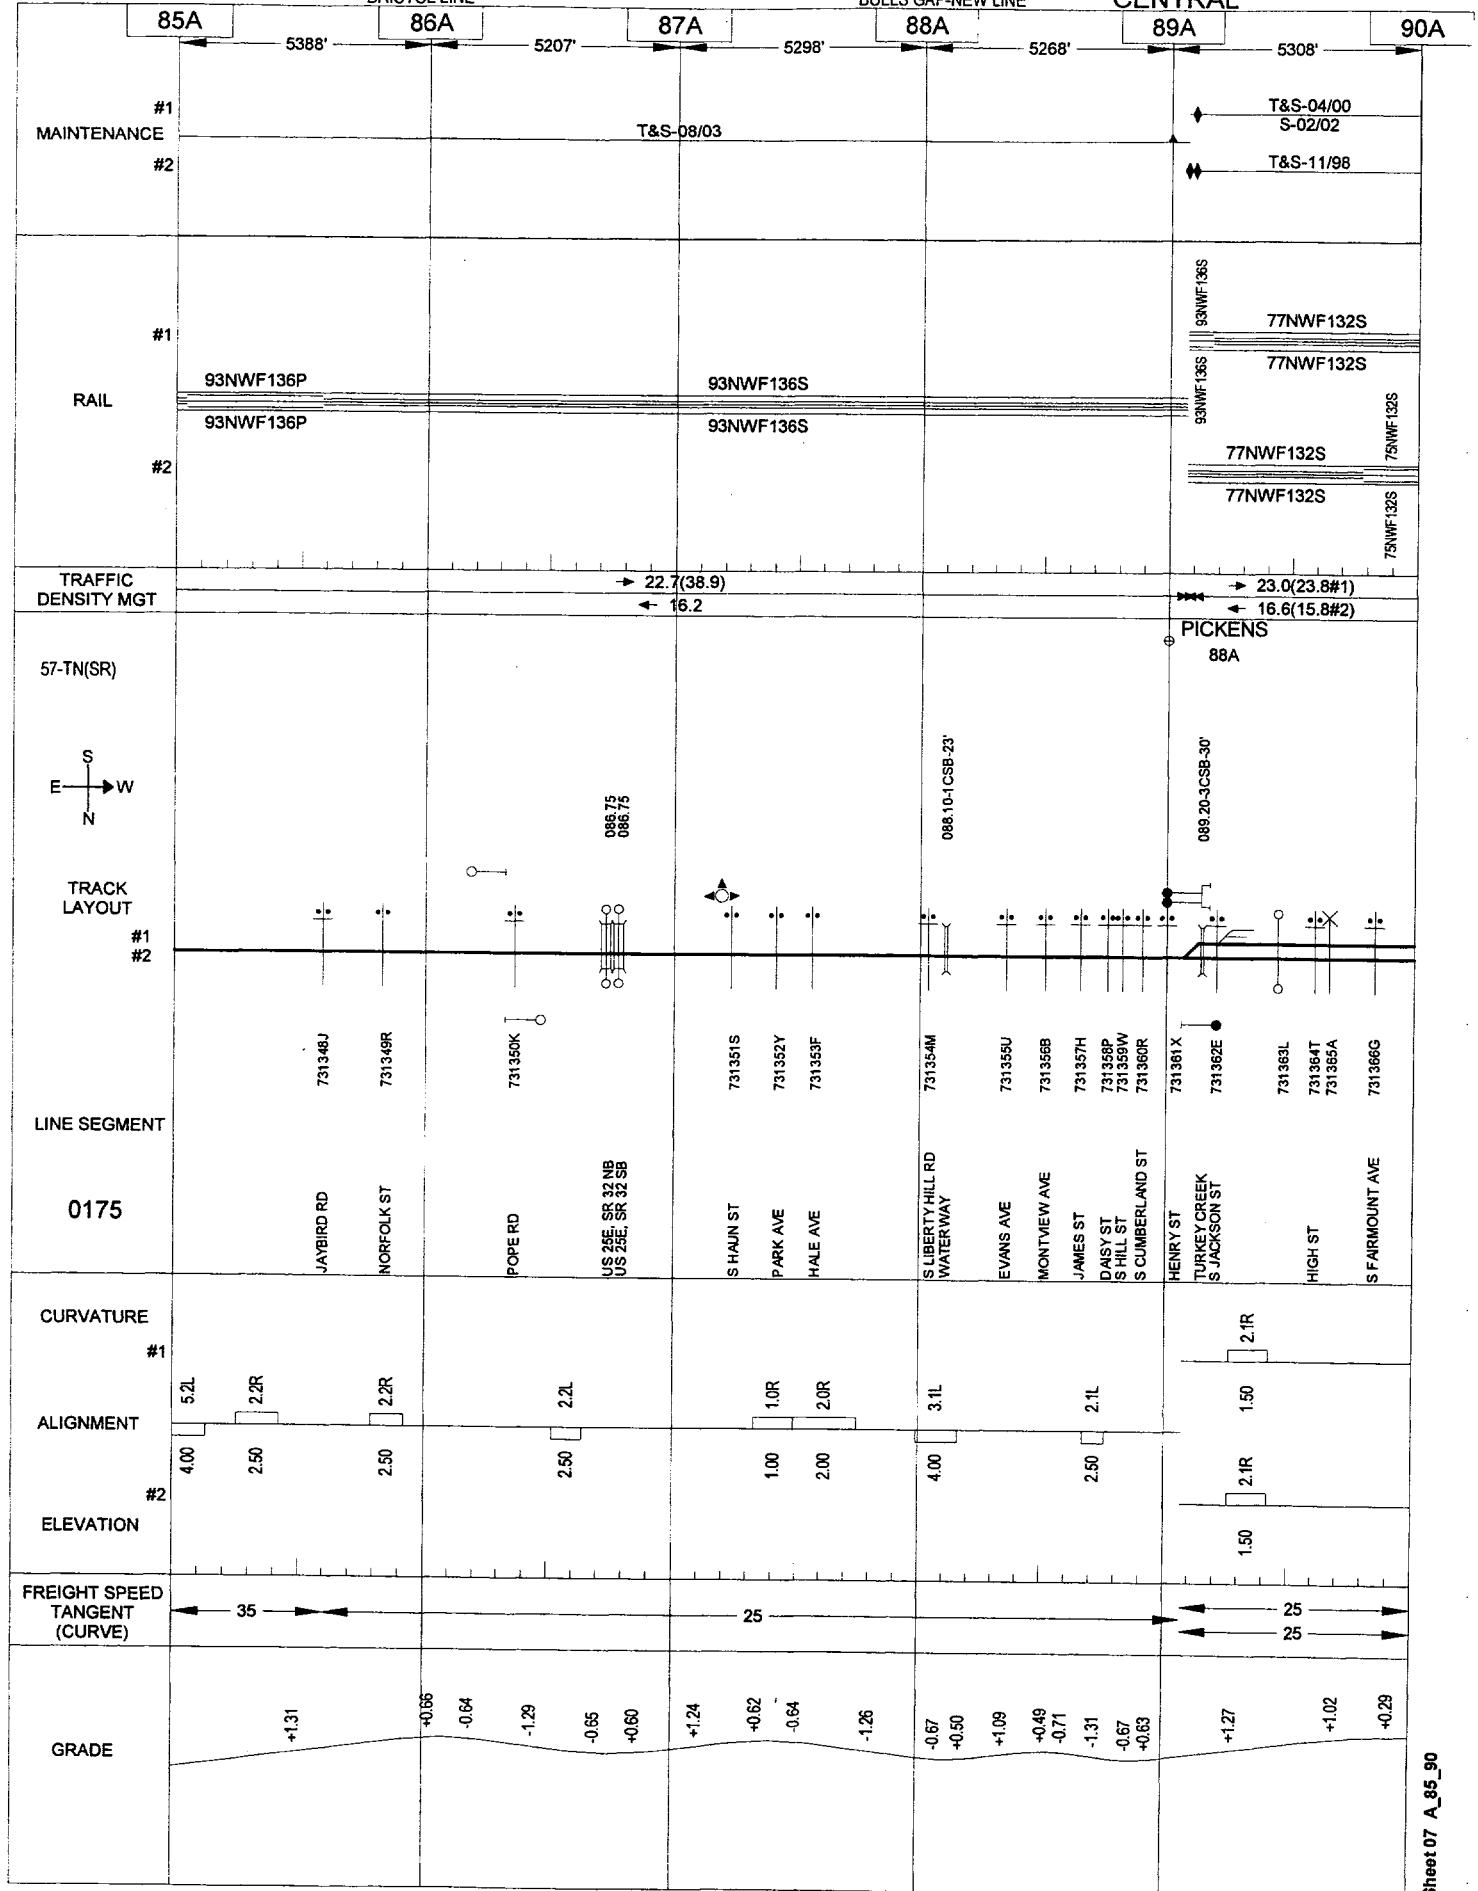 BRISTOL LINE
BULLS GAP-NEW LINE
CENTRAL
85A
86A
87A
88A
89A
90A
5388'
5207'
5298'
5268'
5308'
#1
MAINTENANCE
#2
T&S-08/03
T&S-04/00
S-02/02
T&S-11/98
#1
RAIL
#2
93NWF136P
93NWF136P
93NWF136S
93NWF136S
93NWF136S
93NWF136S
77NWF132S
77NWF132S
77NWF132S
77NWF132S
75NWF132S
75NWF132S
TRAFFIC
DENSITY MGT
22.7(38.9)
16.2
23.0(23.8#1)
16.6(15.8#2)
PICKENS
88A
57-TN(SR)
S
E W
N
086.75
086.75
088.10-1CSB-23'
089.20-3CSB-30'
TRACK
LAYOUT
#1
#2
731348J
731349R
731350K
731351S
731352Y
731353F
731354M
731355U
731356B
731357H
731358P
731359W
731360R
731361X
731362E
731363L
731364T
731365A
731366G
LINE SEGMENT
0175
JAYBIRD RD
NORFOLK ST
POPE RD
US 25E, SR 32 NB
US 25E, SR 32 SB
S HAUN ST
PARK AVE
HALE AVE
S LIBERTY HILL RD
WATERWAY
EVANS AVE
MONTVIEW AVE
JAMES ST
DAISY ST
S HILL ST
S CUMBERLAND ST
HENRY ST
TURKEY CREEK
S JACKSON ST
HIGH ST
S FAIRMOUNT AVE
CURVATURE
#1
ALIGNMENT
#2
ELEVATION
5.2L
2.2R
2.2R
2.2L
1.0R
2.0R
3.1L
2.1L
2.1R
1.50
4.00
2.50
2.50
2.50
1.00
2.00
4.00
2.50
2.1R
1.50
FREIGHT SPEED
TANGENT
(CURVE)
35
25
25
25
GRADE
+1.31
+0.66
-0.64
-1.29
-0.65
+0.60
+1.24
+0.62
-0.64
-1.26
-0.67
+0.50
+1.09
+0.49
-0.71
-1.31
-0.67
+0.63
+1.27
+1.02
+0.29
Sheet 07 A_85_90